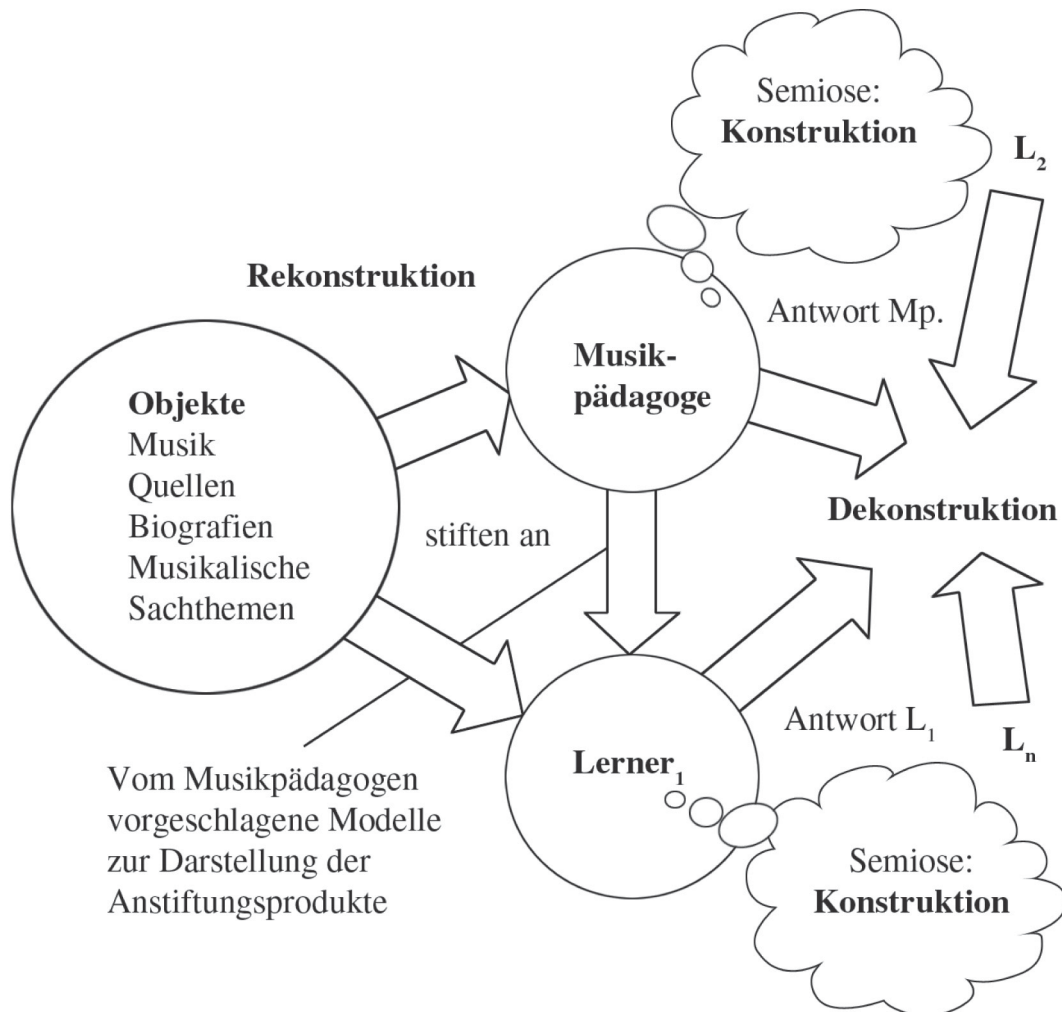 Semiose:
Konstruktion
L₂
Rekonstruktion
Antwort Mp.
Musik-
pädagoge
Objekte
Musik
Quellen
Biografien
Musikalische
Sachthemen
stiften an
Dekonstruktion
Lerner₁
Antwort L₁
Lₙ
Vom Musikpädagogen
vorgeschlagene Modelle
zur Darstellung der
Anstiftungsprodukte
Semiose:
Konstruktion